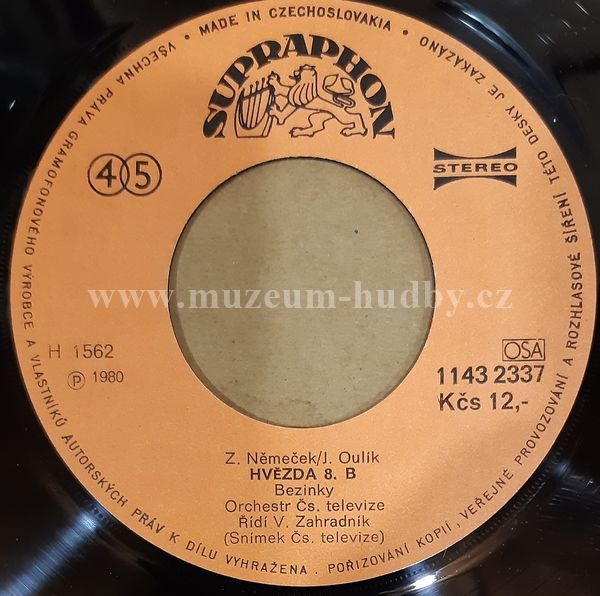 VŠECHNA PRÁVA GRAMOFONOVÉHO VÝROBCE A VLASTNÍKŮ AUTORSKÝCH PRÁV K DÍLU VYHRAŽENA . POŘIZOVÁNÍ KOPIÍ, VEŘEJNÉ PROVOZOVÁNÍ A ROZHLASOVÉ ŠÍŘENÍ TÉTO DESKY JE ZAKÁZÁNO • MADE IN CZECHOSLOVAKIA •
SUPRAPHON
45
STEREO
www.muzeum-hudby.cz
H 1562
Ⓟ 1980
OSA
1143 2337
Kčs 12,-
Z. Němeček/J. Oulík
HVĚZDA 8. B
Bezinky
Orchestr Čs. televize
Řídí V. Zahradník
(Snímek Čs. televize)